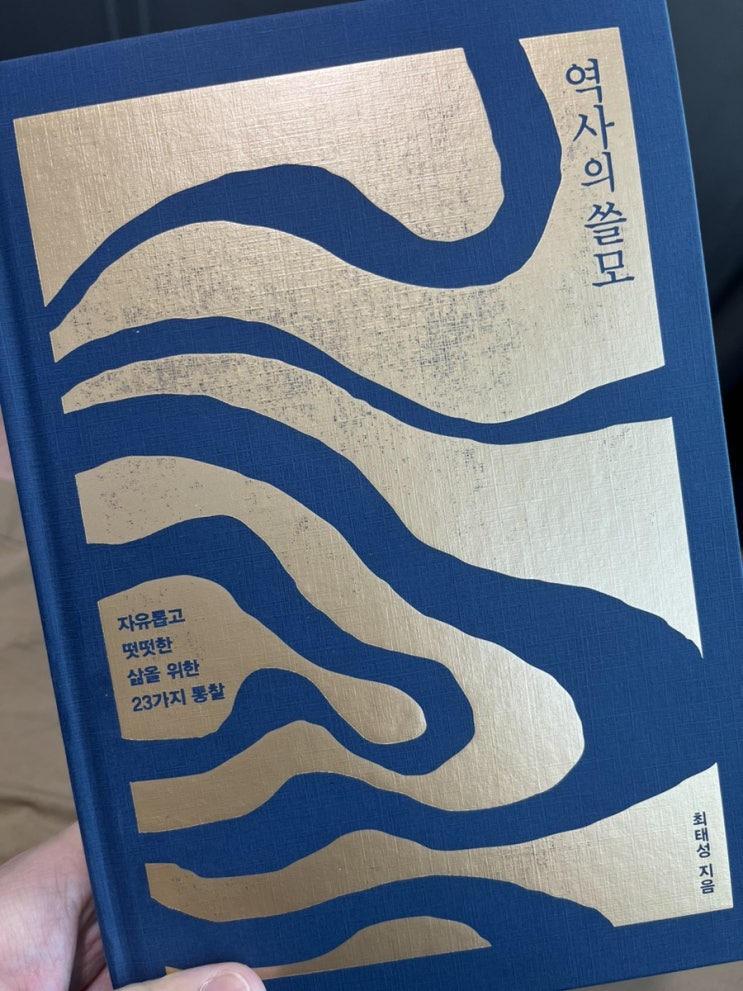 역사의 쓸모
자유롭고
떳떳한
삶을 위한
23가지 통찰
최태성 지음